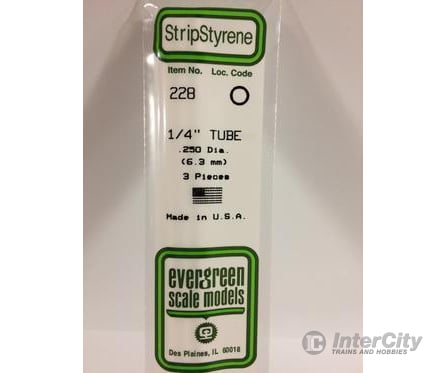 StripStyrene
Item No. Loc. Code
228
1/4" TUBE
.250 Dia.
(6.3 mm)
3 Pieces
Made in U.S.A.
evergreen
scale models
Des Plaines, IL 60018
IC InterCity
TRAINS AND HOBBIES